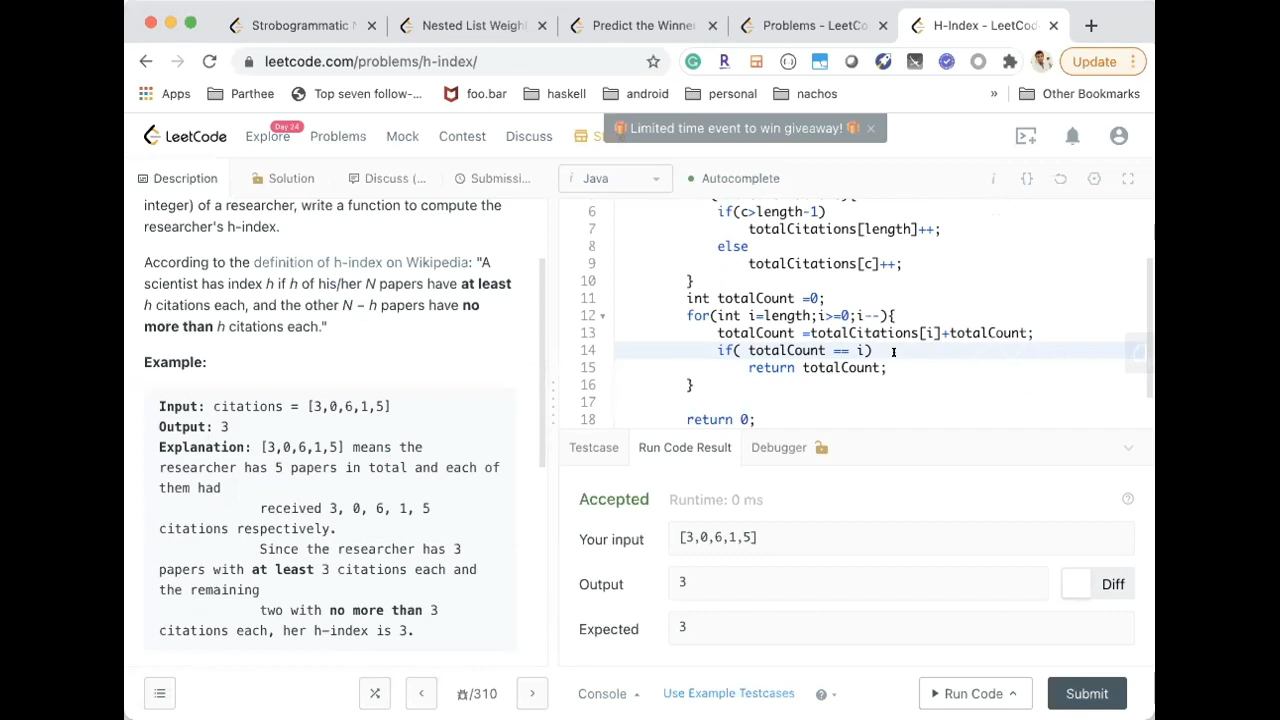 Strobogrammatic N
Nested List Weigh
Predict the Winner
Problems - LeetCo
H-Index - LeetCod
leetcode.com/problems/h-index/
Update
Apps
Parthee
Top seven follow-...
foo.bar
haskell
android
personal
nachos
»
Other Bookmarks
LeetCode
Explore
Day 24
Problems
Mock
Contest
Discuss
S
Limited time event to win giveaway!
Description
Solution
Discuss (...
Submissi...
i Java
Autocomplete
integer) of a researcher, write a function to compute the
researcher's h-index.
According to the definition of h-index on Wikipedia: "A
scientist has index h if h of his/her N papers have at least
h citations each, and the other N − h papers have no
more than h citations each."
Example:
Input: citations = [3,0,6,1,5]
Output: 3
Explanation: [3,0,6,1,5] means the
researcher has 5 papers in total and each of
them had
received 3, 0, 6, 1, 5
citations respectively.
Since the researcher has 3
papers with at least 3 citations each and
the remaining
two with no more than 3
citations each, her h-index is 3.
6 if(c>length-1)
7 totalCitations[length]++;
8 else
9 totalCitations[c]++;
10 }
11 int totalCount =0;
12 for(int i=length;i>=0;i--){
13 totalCount =totalCitations[i]+totalCount;
14 if( totalCount == i)
15 return totalCount;
16 }
17
18 return 0;
Testcase
Run Code Result
Debugger
Accepted
Runtime: 0 ms
Your input
[3,0,6,1,5]
Output
3
Diff
Expected
3
/310
Console
Use Example Testcases
Run Code
Submit